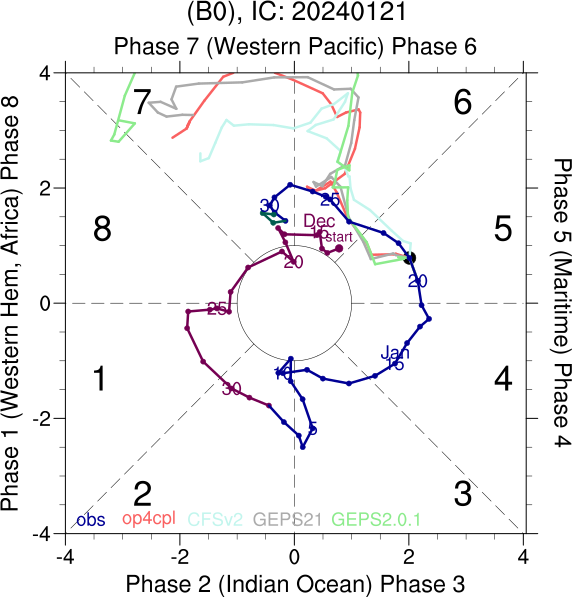 (B0), IC: 20240121
Phase 7 (Western Pacific) Phase 6
4
7
6
Phase 1 (Western Hem, Africa) Phase 8
2
30
25
Dec
15
start
8
5
20
20
0
25
Phase 5 (Maritime) Phase 4
Jan
15
10
1
30
4
-2
5
2
3
obs
op4cpl
CFSv2
GEPS21
GEPS2.0.1
-4
-4
-2
0
2
4
Phase 2 (Indian Ocean) Phase 3